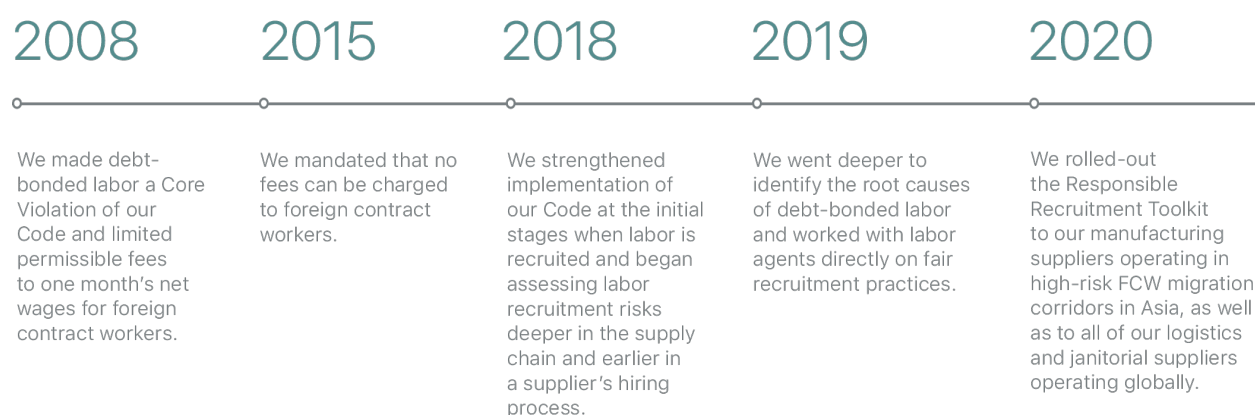 2008
We made debt-
bonded labor a Core
Violation of our
Code and limited
permissible fees
to one month's net
wages for foreign
contract workers.
2015
We mandated that no
fees can be charged
to foreign contract
workers.
2018
We strengthened
implementation of
our Code at the initial
stages when labor is
recruited and began
assessing labor
recruitment risks
deeper in the supply
chain and earlier in
a supplier's hiring
process.
2019
We went deeper to
identify the root causes
of debt-bonded labor
and worked with labor
agents directly on fair
recruitment practices.
2020
We rolled-out
the Responsible
Recruitment Toolkit
to our manufacturing
suppliers operating in
high-risk FCW migration
corridors in Asia, as well
as to all of our logistics
and janitorial suppliers
operating globally.